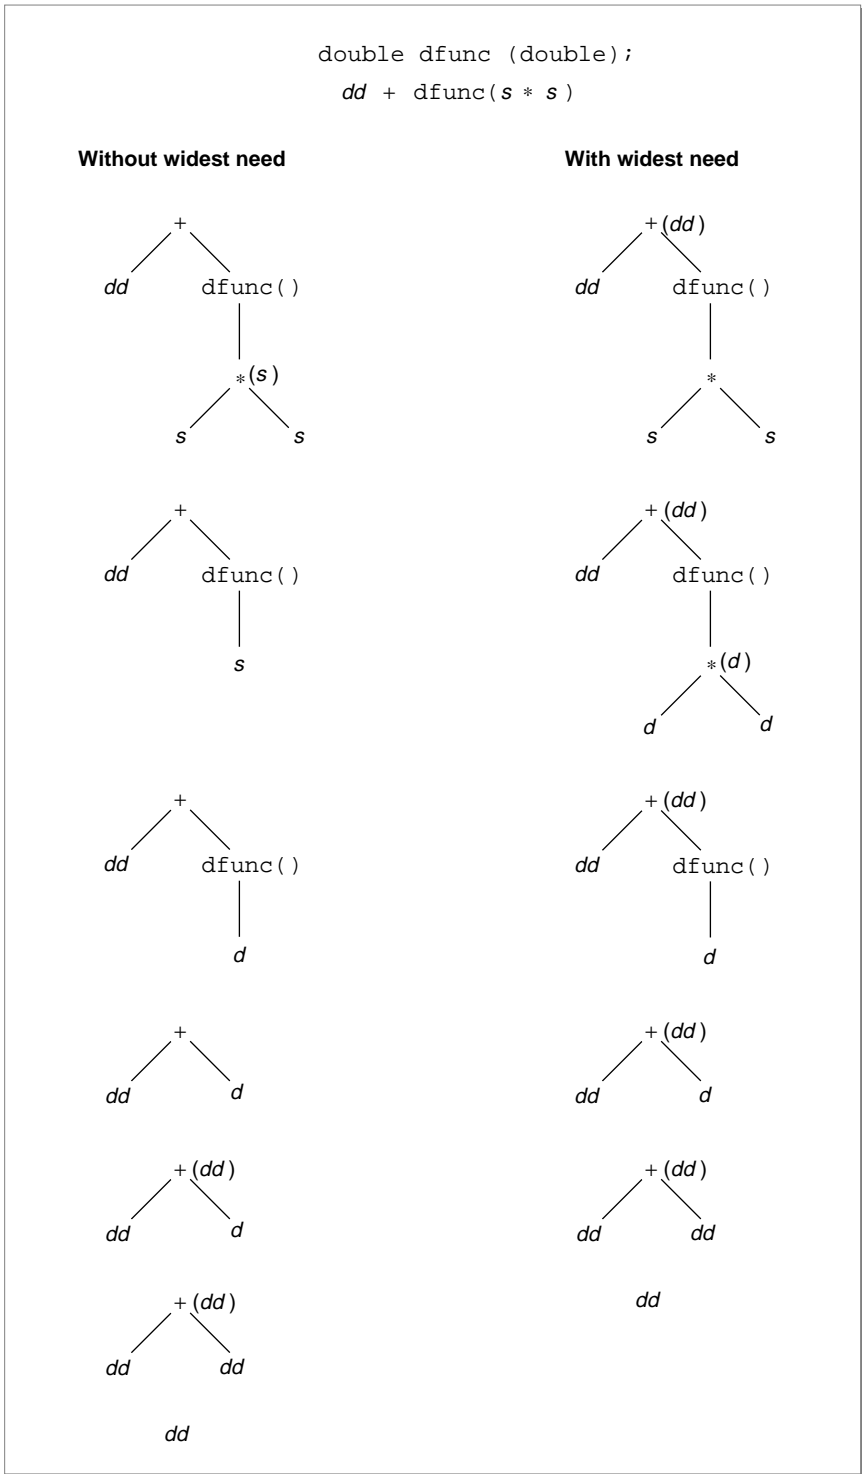 double dfunc (double);
dd + dfunc(s * s)
Without widest need
+
dd dfunc()
*(s)
s s
+
dd dfunc()
s
+
dd dfunc()
d
+
dd d
+(dd)
dd d
+(dd)
dd dd
dd
With widest need
+(dd)
dd dfunc()
*
s s
+(dd)
dd dfunc()
*(d)
d d
+(dd)
dd dfunc()
d
+(dd)
dd d
+(dd)
dd dd
dd